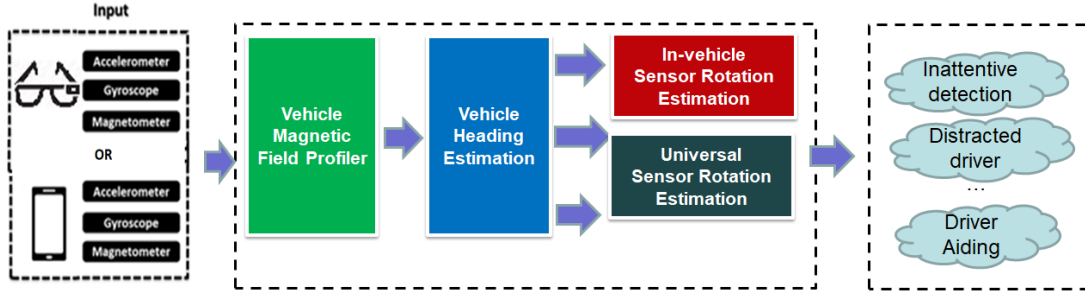 Input
Accelerometer
Gyroscope
Magnetometer
OR
Accelerometer
Gyroscope
Magnetometer
Vehicle
Magnetic
Field Profiler
Vehicle
Heading
Estimation
In-vehicle
Sensor Rotation
Estimation
Universal
Sensor Rotation
Estimation
Inattentive
detection
Distracted
driver
...
Driver
Aiding